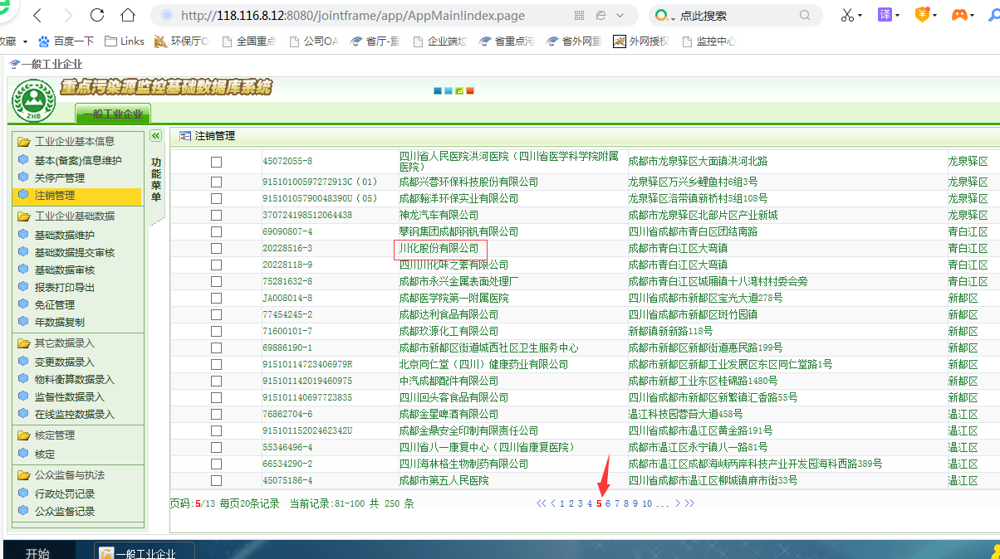 http://118.116.8.12:8080/jointframe/app/AppMain!index.page
点此搜索
译
收藏 百度一下 Links 环保厅O 全国重点 公司OA 省厅-重 企业端垃 省重点污 省外网重 外网授权 监控中心
一般工业企业
重点污染源监控基础数据库系统
ZHB
一般工业企业
工业企业基本信息
基本(备案)信息维护
关停产管理
注销管理
工业企业基础数据
基础数据维护
基础数据提交审核
基础数据审核
报表打印导出
免征管理
年数据复制
其它数据录入
变更数据录入
物料衡算数据录入
监督性数据录入
在线监控数据录入
核定管理
核定
公众监督与执法
行政处罚记录
公众监督记录
功能菜单
注销管理
45072055-8 四川省人民医院洪河医院（四川省医学科学院附属医院） 成都市龙泉驿区大面镇洪河北路 龙泉驿区
91510100597272913C（01） 成都兴蓉环保科技股份有限公司 龙泉驿区万兴乡鲤鱼村6组3号 龙泉驿区
91510105790048390U（05） 成都瀚洋环保实业有限公司 龙泉驿区洛带镇新桥村5组108号 龙泉驿区
370724198512064438 神龙汽车有限公司 成都市龙泉驿区北部片区产业新城 龙泉驿区
69090807-4 攀钢集团成都钢钒有限公司 四川省成都市青白区团结南路 青白江区
20228516-3 川化股份有限公司 成都市青白江区大弯镇 青白江区
20228118-9 四川川化味之素有限公司 成都市青白江区大弯镇 青白江区
75281632-8 成都市永兴金属表面处理厂 成都市青白江区城厢镇十八湾村村委会旁 青白江区
JA008014-8 成都医学院第一附属医院 四川省成都市新都区宝光大道278号 新都区
77454245-2 成都达利食品有限公司 四川省成都市新都区斑竹园镇 新都区
71600101-7 成都玖源化工有限公司 新都镇新新路118号 新都区
69886190-1 成都市新都区街道城西社区卫生服务中心 成都市新都区新都街道惠民路199号 新都区
91510114723406979R 北京同仁堂（四川）健康药业有限公司 成都市新都区新都工业发展区东区同仁堂路1号 新都区
915101142019460975 中汽成都配件有限公司 成都市新都工业东区桂锦路1480号 新都区
915101140697723835 四川回头客食品有限公司 四川省成都市新都区新繁镇汇香路55号 新都区
76862704-6 成都金星啤酒有限公司 温江科技园蓉苔大道458号 温江区
91510115202462342U 成都金鼎安全印制有限责任公司 四川省成都市温江区黄金路191号 温江区
55346496-4 四川省八一康复中心（四川省康复医院） 成都市温江区永宁镇八一路81号 温江区
66534290-2 四川海林格生物制药有限公司 成都市温江区成都海峡两岸科技产业开发园海科西路389号 温江区
45075186-4 成都市第五人民医院 四川省成都市温江区柳城镇麻市街33号 温江区
页码:5/13 每页20条记录 当前记录:81-100 共 250 条 1 2 3 4 5 6 7 8 9 10 ...
开始 一般工业企业